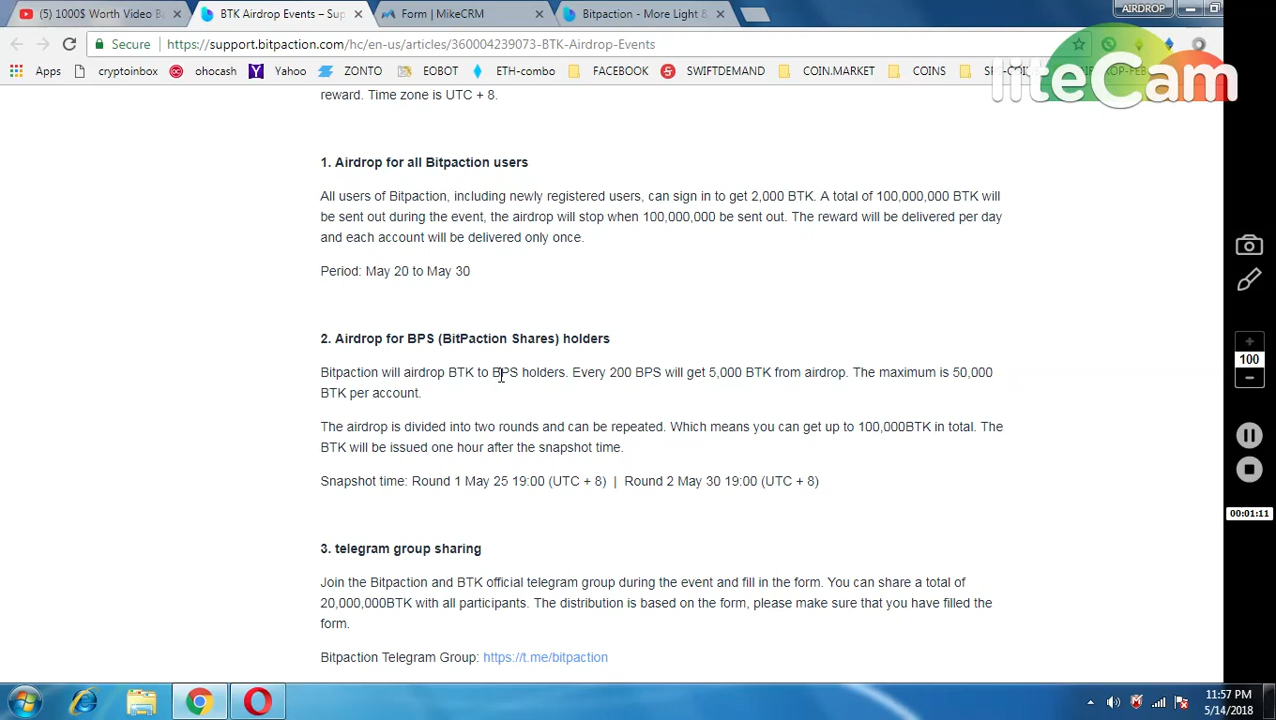 (5) 1000$ Worth Video B
BTK Airdrop Events – Sup
Form | MikeCRM
Bitpaction - More Light &
AIRDROP
Secure
https://support.bitpaction.com/hc/en-us/articles/360004239073-BTK-Airdrop-Events
Apps
cryptoinbox
ohocash
Yahoo
EOBOT
ETH-combo
FACEBOOK
SWIFTDEMAND
COIN.MARKET
COINS
liteCam
reward. Time zone is UTC + 8.
1. Airdrop for all Bitpaction users
All users of Bitpaction, including newly registered users, can sign in to get 2,000 BTK. A total of 100,000,000 BTK will
be sent out during the event, the airdrop will stop when 100,000,000 be sent out. The reward will be delivered per day
and each account will be delivered only once.
Period: May 20 to May 30
2. Airdrop for BPS (BitPaction Shares) holders
Bitpaction will airdrop BTK to BPS holders. Every 200 BPS will get 5,000 BTK from airdrop. The maximum is 50,000
BTK per account.
The airdrop is divided into two rounds and can be repeated. Which means you can get up to 100,000BTK in total. The
BTK will be issued one hour after the snapshot time.
Snapshot time: Round 1 May 25 19:00 (UTC + 8) | Round 2 May 30 19:00 (UTC + 8)
3. telegram group sharing
Join the Bitpaction and BTK official telegram group during the event and fill in the form. You can share a total of
20,000,000BTK with all participants. The distribution is based on the form, please make sure that you have filled the
form.
Bitpaction Telegram Group: https://t.me/bitpaction
100
00:01:11
11:57 PM
5/14/2018